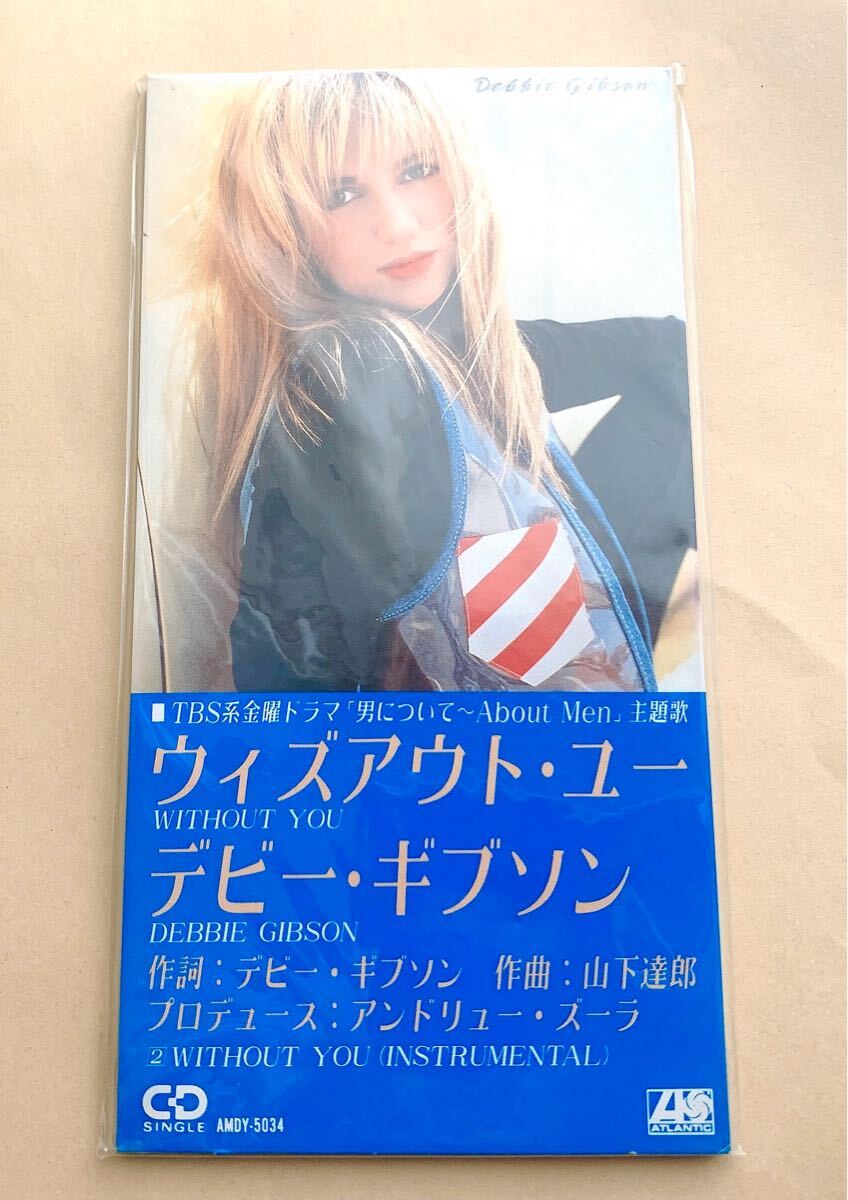 Debbie Gibson
■TBS系金曜ドラマ「男について～About Men」主題歌
ウィズアウト・ユー
WITHOUT YOU
デビー・ギブソン
DEBBIE GIBSON
作詞：デビー・ギブソン 作曲：山下達郎
プロデュース：アンドリュー・ズーラ
2 WITHOUT YOU (INSTRUMENTAL)
CD
SINGLE AMDY-5034
ATLANTIC